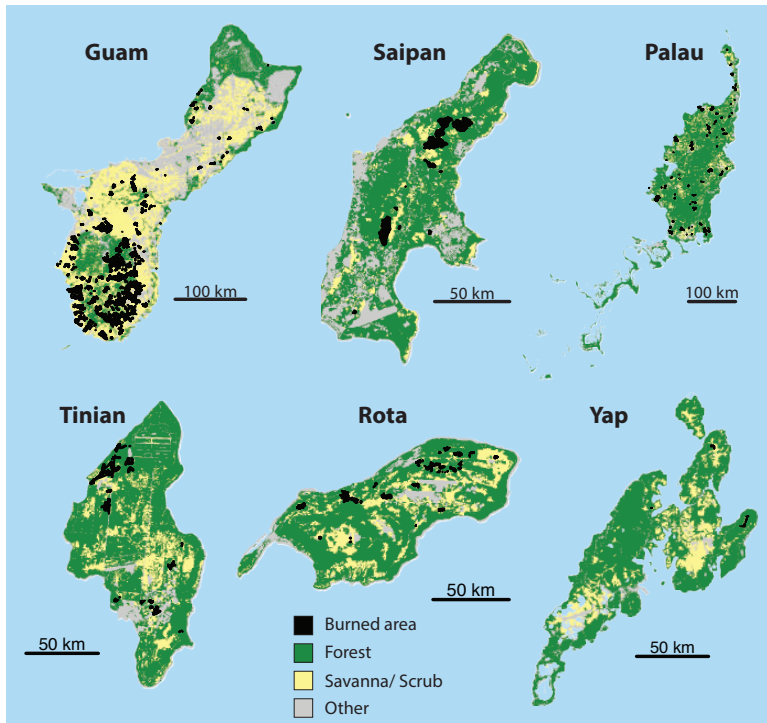 Guam
Saipan
Palau
100 km
50 km
100 km
Tinian
Rota
Yap
50 km
50 km
50 km
Burned area
Forest
Savanna/ Scrub
Other